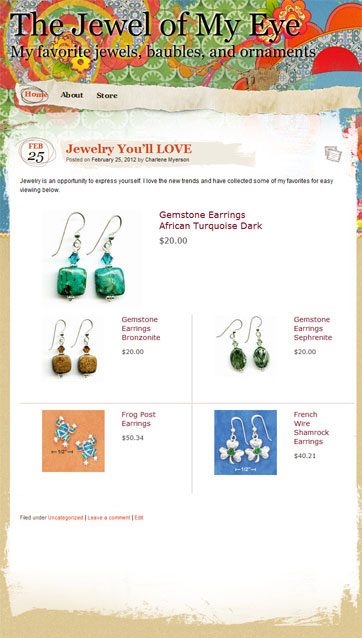 The Jewel of My Eye
My favorite jewels, baubles, and ornaments
Home About Store
FEB
25
Jewelry You'll LOVE
Posted on February 25, 2012 by Charlene Myerson
Jewelry is an opportunity to express yourself. I love the new trends and have collected some of my favorites for easy
viewing below.
Gemstone Earrings
African Turquoise Dark
$20.00
Gemstone
Earrings
Bronzonite
$20.00
Gemstone
Earrings
Sephrenite
$20.00
Frog Post
Earrings
$50.34
1/2"
French
Wire
Shamrock
Earrings
$40.21
1/2"
Filed under Uncategorized | Leave a comment | Edit